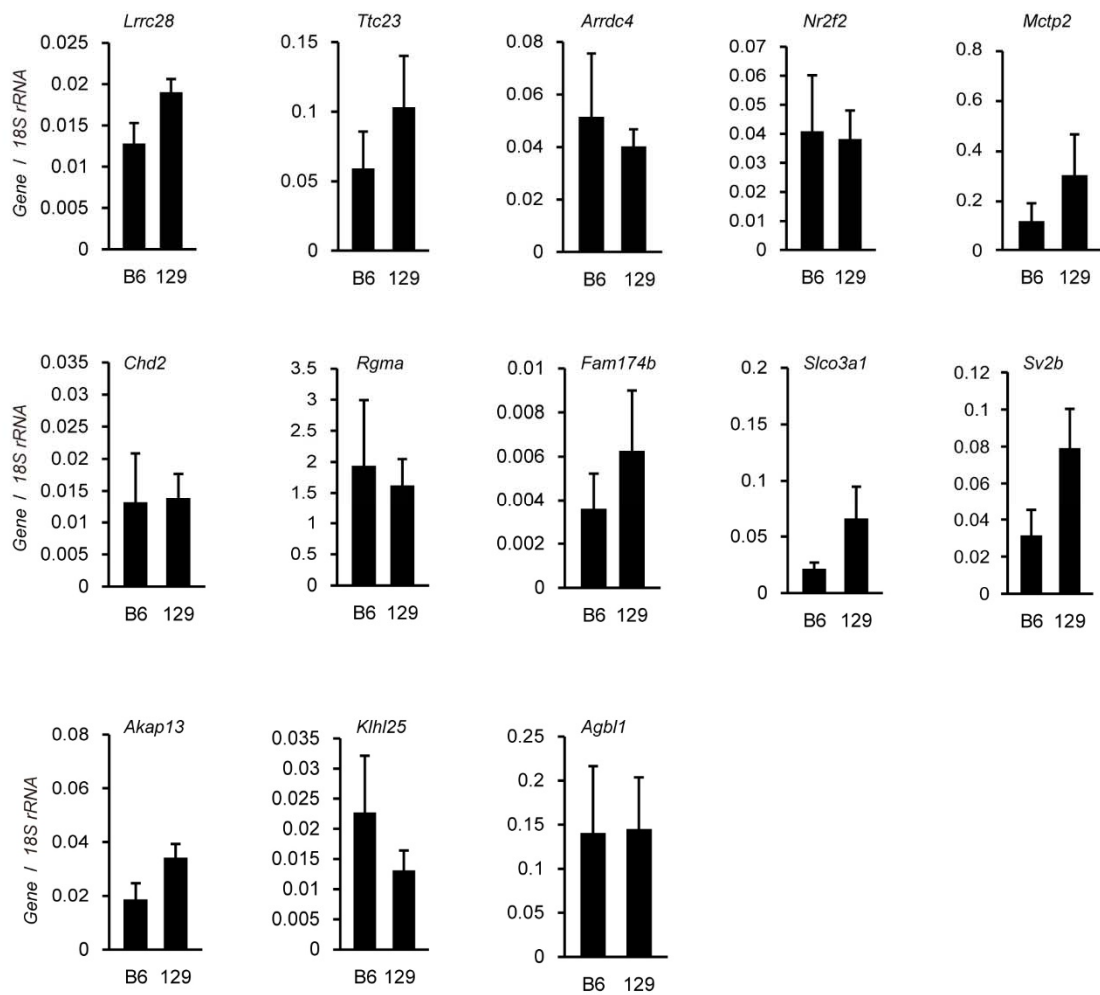 Lrrc28
Gene / 18S rRNA
0.025
0.02
0.015
0.01
0.005
0
B6 129
Ttc23
0.15
0.1
0.05
0
B6 129
Arrdc4
0.08
0.06
0.04
0.02
0
B6 129
Nr2f2
0.07
0.06
0.05
0.04
0.03
0.02
0.01
0
B6 129
Mctp2
0.8
0.6
0.4
0.2
0
B6 129
Chd2
Gene / 18S rRNA
0.035
0.03
0.025
0.02
0.015
0.01
0.005
0
B6 129
Rgma
3.5
3
2.5
2
1.5
1
0.5
0
B6 129
Fam174b
0.01
0.008
0.006
0.004
0.002
0
B6 129
Slco3a1
0.2
0.15
0.1
0.05
0
B6 129
Sv2b
0.12
0.1
0.08
0.06
0.04
0.02
0
B6 129
Akap13
Gene / 18S rRNA
0.08
0.06
0.04
0.02
0
B6 129
Klhl25
0.035
0.03
0.025
0.02
0.015
0.01
0.005
0
B6 129
Agbl1
0.25
0.2
0.15
0.1
0.05
0
B6 129